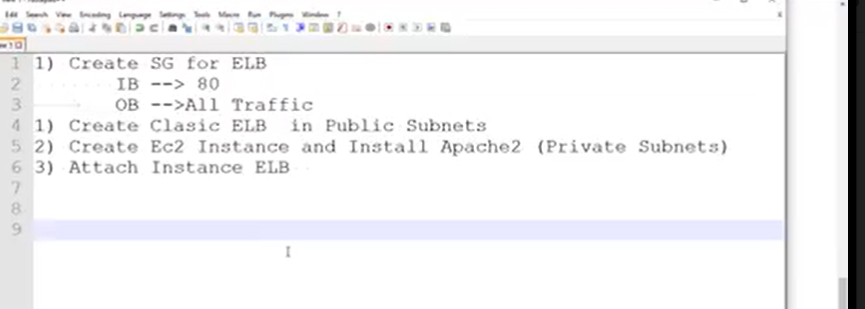 Edit Search View Encoding Language Settings Tools Macro Run Plugins Window ?
1 1) Create SG for ELB
2 IB --> 80
3 OB -->All Traffic
4 1) Create Clasic ELB in Public Subnets
5 2) Create Ec2 Instance and Install Apache2 (Private Subnets)
6 3) Attach Instance ELB
7
8
9